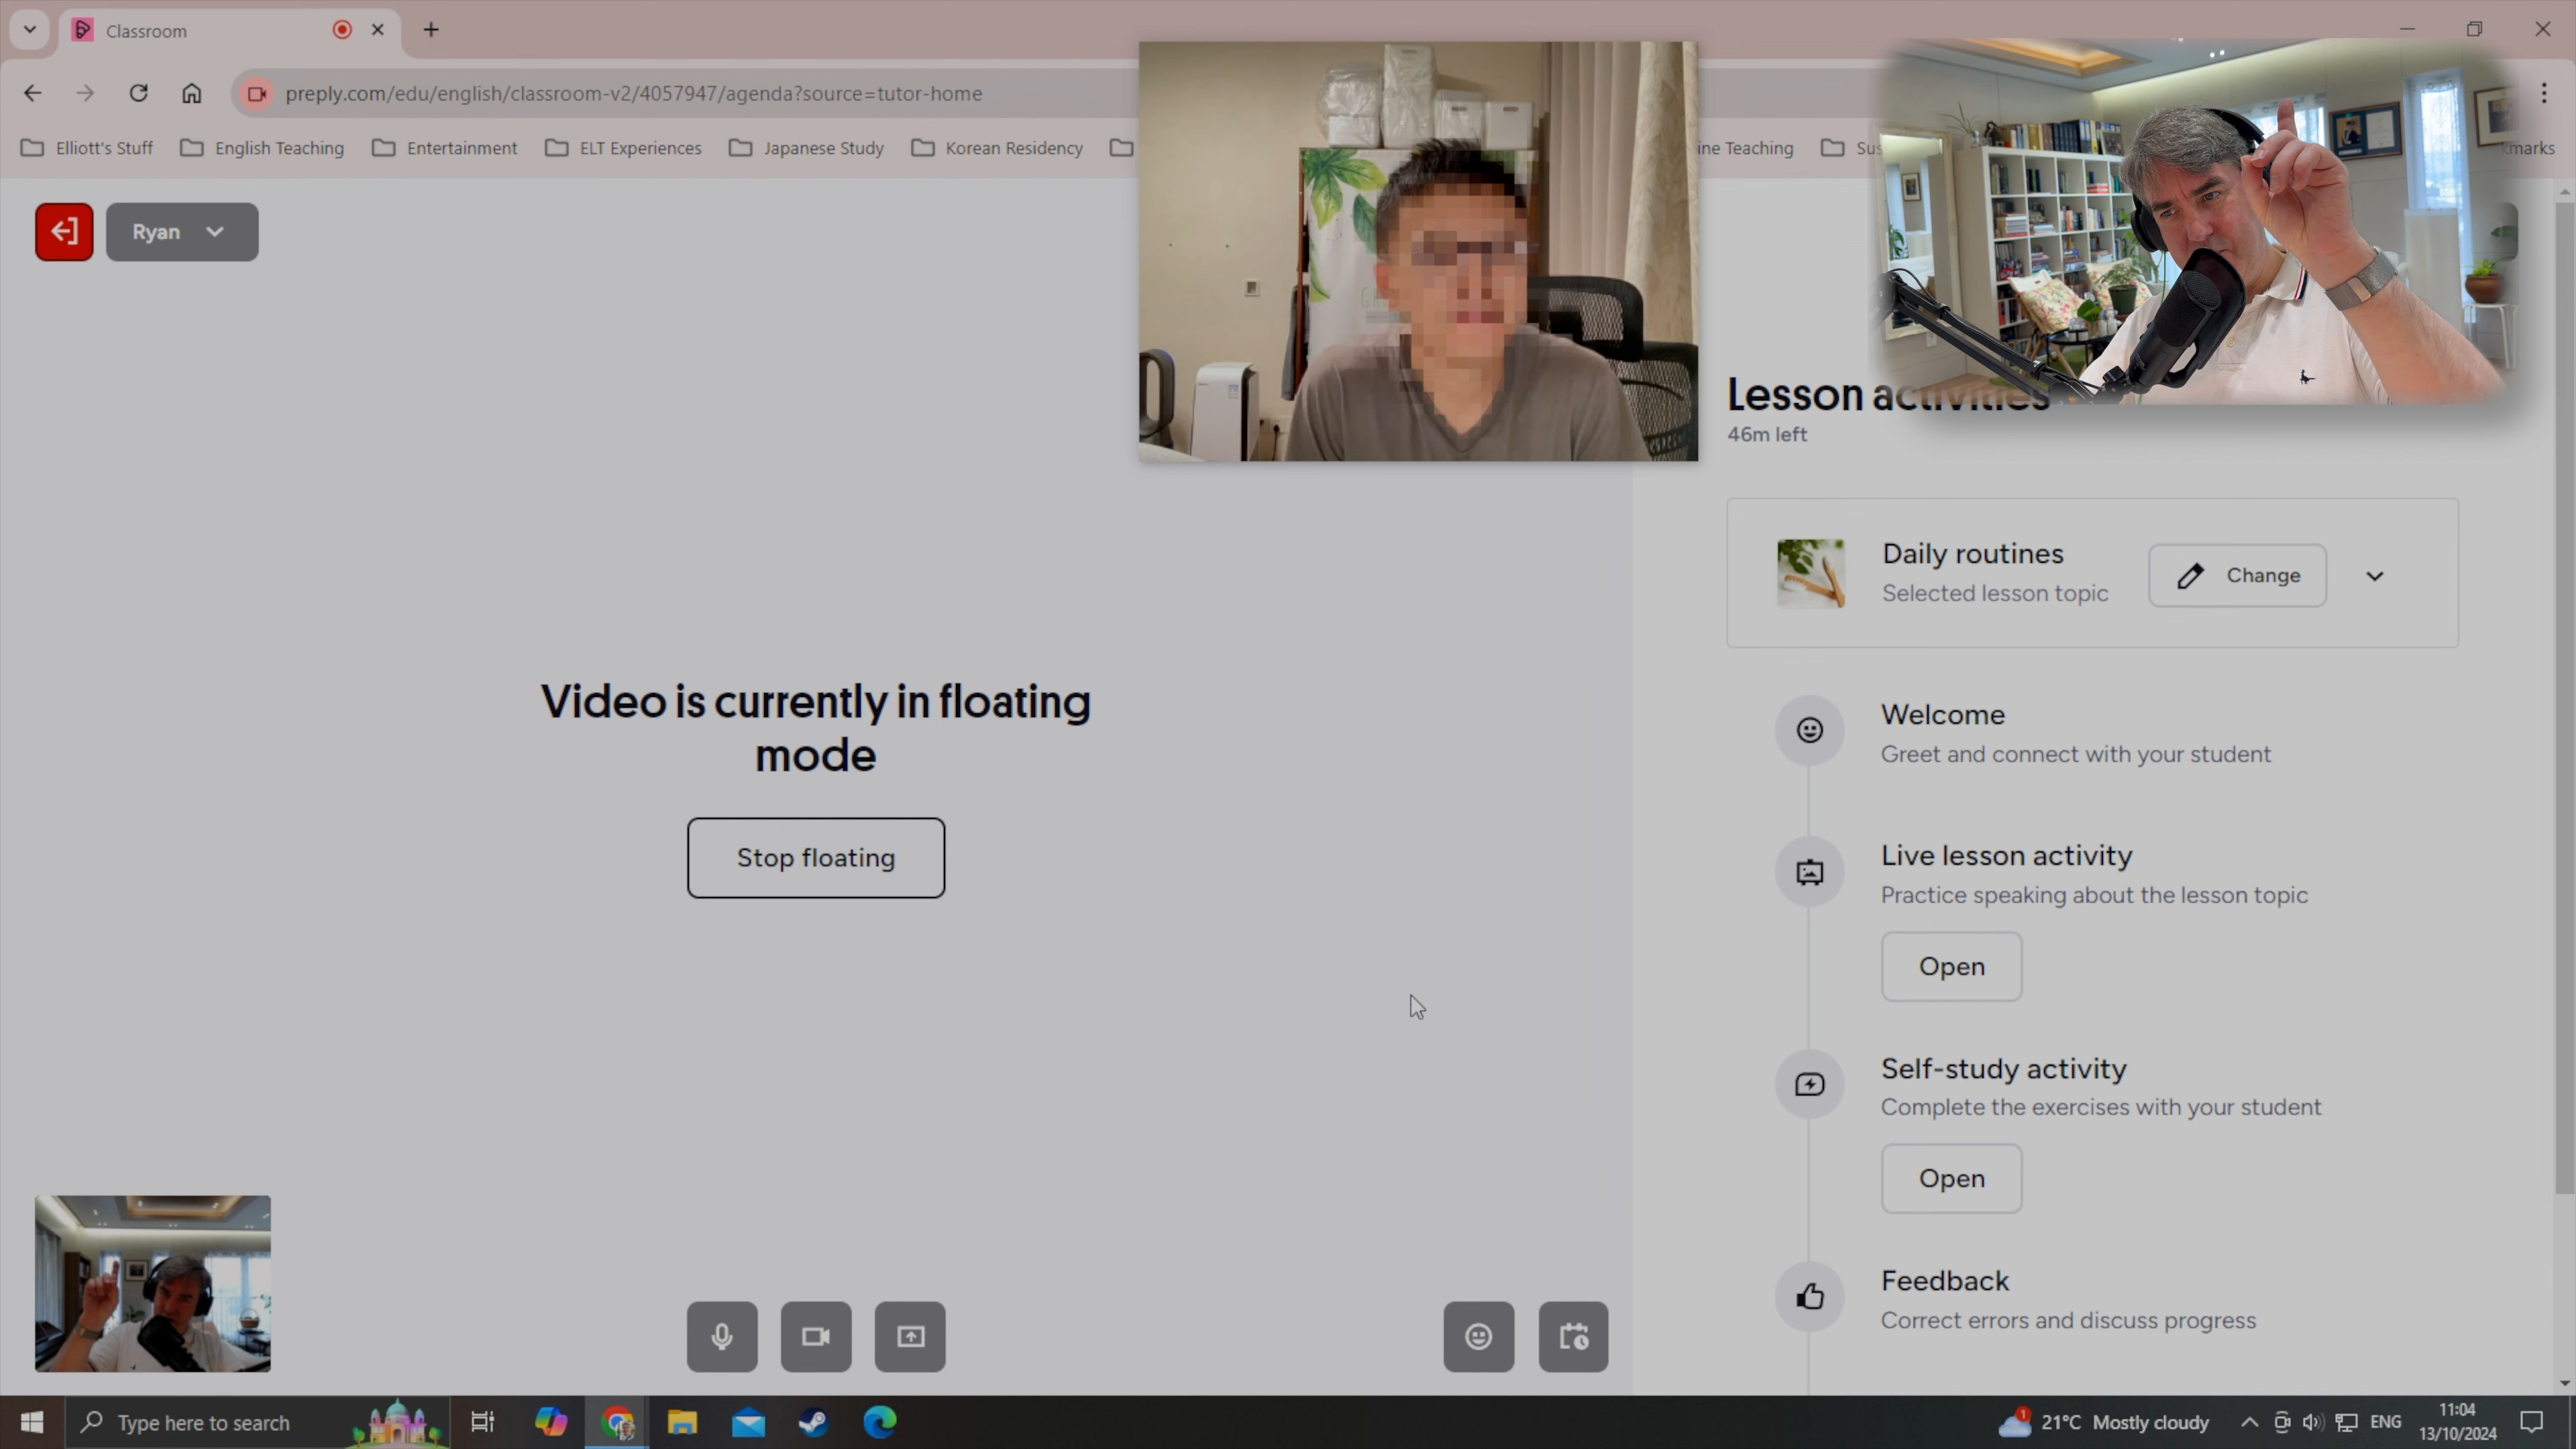 Classroom
preply.com/edu/english/classroom-v2/4057947/agenda?source=tutor-home
Elliott's Stuff
English Teaching
Entertainment
ELT Experiences
Japanese Study
Korean Residency
Teaching
Ryan
Lesson activities
46m left
Daily routines
Selected lesson topic
Change
Welcome
Greet and connect with your student
Video is currently in floating
mode
Stop floating
Live lesson activity
Practice speaking about the lesson topic
Open
Self-study activity
Complete the exercises with your student
Open
Feedback
Correct errors and discuss progress
Type here to search
1
21°C Mostly cloudy
ENG
11:04
13/10/2024